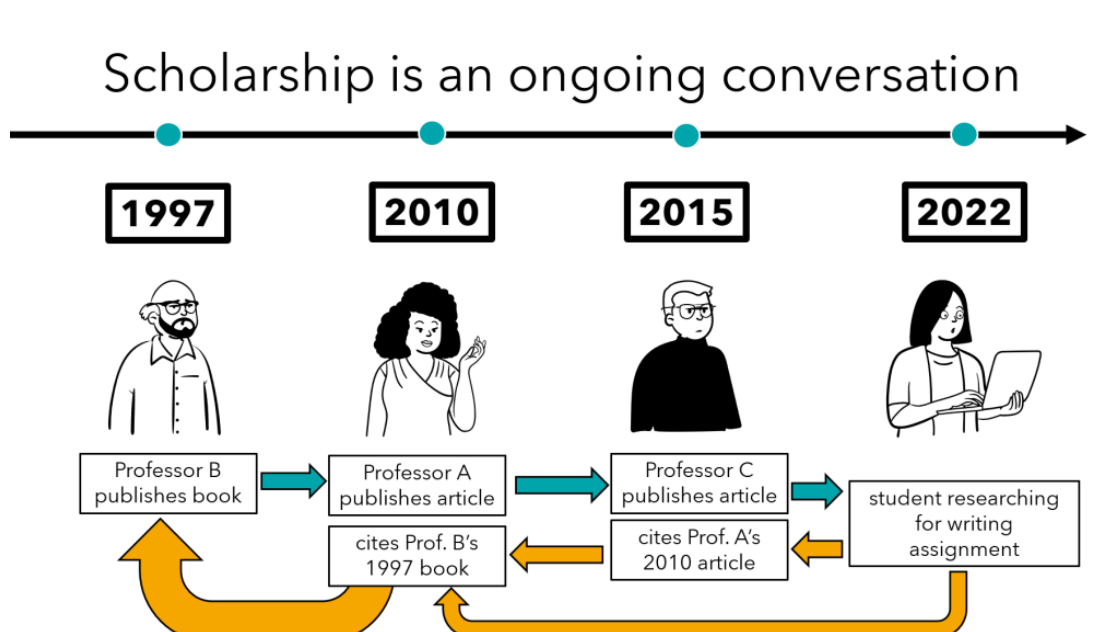 Scholarship is an ongoing conversation
1997
2010
2015
2022
Professor B
publishes book
Professor A
publishes article
Professor C
publishes article
student researching
for writing
assignment
cites Prof. B's
1997 book
cites Prof. A's
2010 article